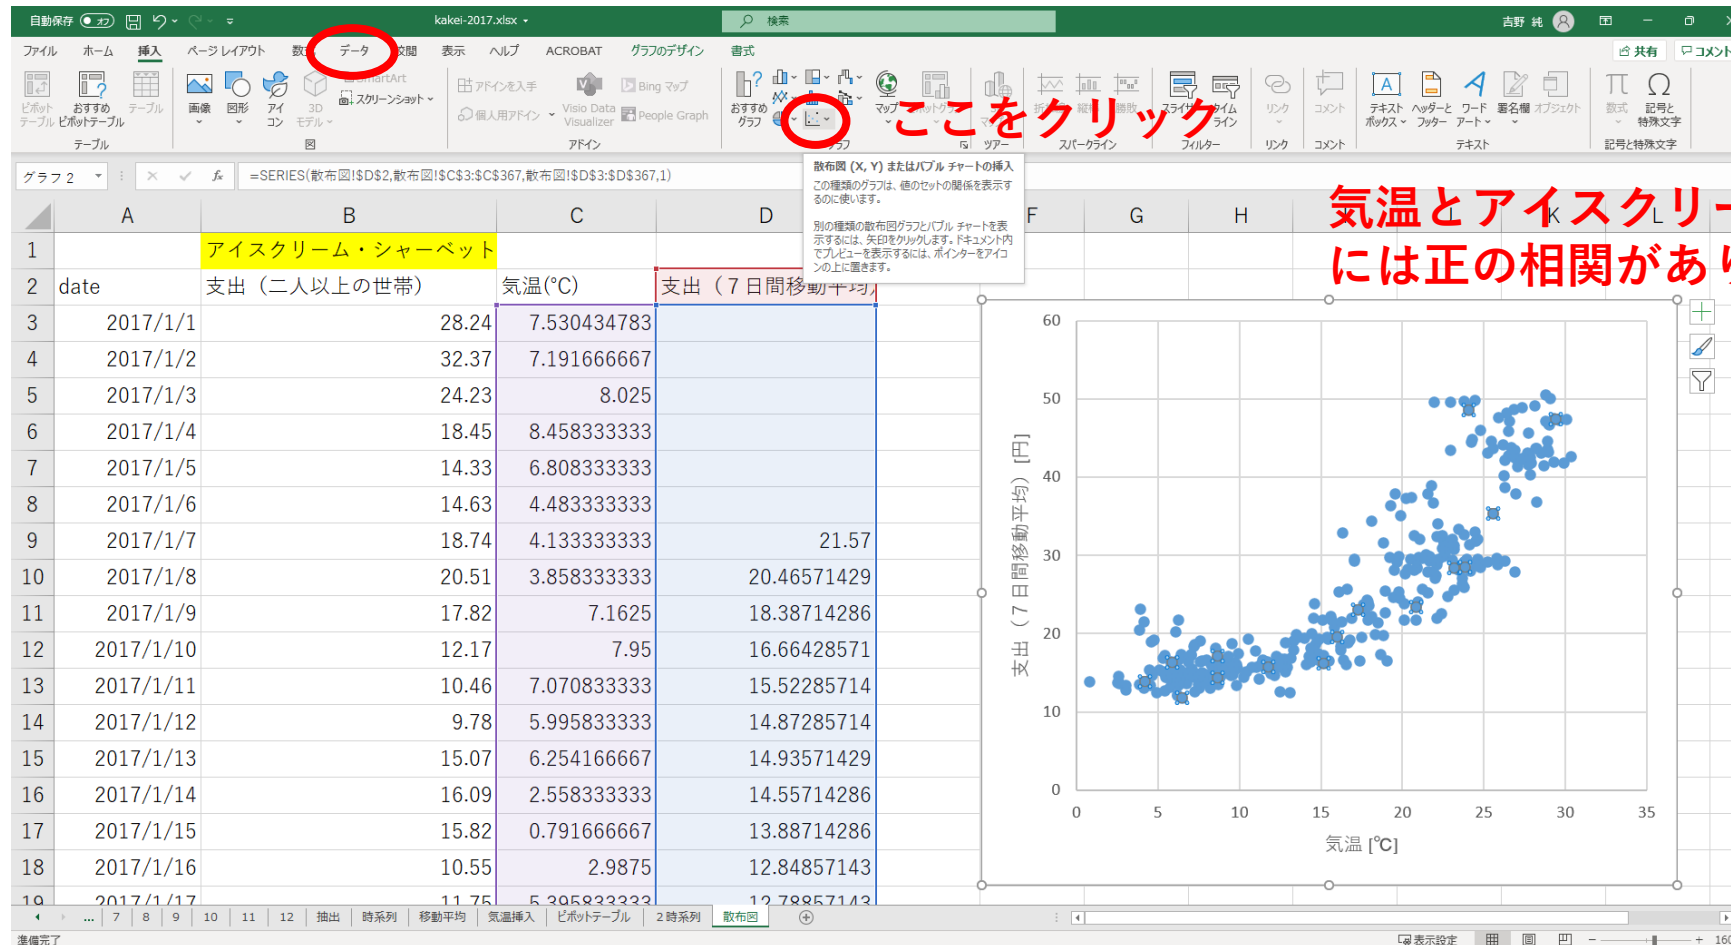 自動保存 オフ kakei-2017.xlsx 検索 吉野 純
ファイル ホーム 挿入 ページ レイアウト データ 校閲 表示 ヘルプ ACROBAT グラフのデザイン 書式 共有 コメント
ピボットテーブル おすすめピボットテーブル テーブル
画像 図形 アイコン 3Dモデル SmartArt スクリーンショット
アドインを入手 個人用アドイン Visio Data Visualizer Bing マップ People Graph
おすすめグラフ マップ
スライサー タイムライン リンク コメント
テキストボックス ヘッダーとフッター ワードアート 署名欄 オブジェクト 数式 記号と特殊文字
テーブル 図 アドイン グラフ ツアー スパークライン フィルター リンク コメント テキスト 記号と特殊文字
ここをクリック
グラフ 2 fx =SERIES(散布図!$D$2,散布図!$C$3:$C$367,散布図!$D$3:$D$367,1)
散布図 (X, Y) またはバブル チャートの挿入
この種類のグラフは、値のセットの関係を表示するのに使います。
別の種類の散布図グラフとバブル チャートを表示するには、矢印をクリックします。ドキュメント内でプレビューを表示するには、ポインターをアイコンの上に置きます。
気温とアイスクリー
には正の相関があり
A B C D F G H K L
1 アイスクリーム・シャーベット
2 date 支出（二人以上の世帯） 気温(℃) 支出（７日間移動平均）
3 2017/1/1 28.24 7.530434783
4 2017/1/2 32.37 7.191666667
5 2017/1/3 24.23 8.025
6 2017/1/4 18.45 8.458333333
7 2017/1/5 14.33 6.808333333
8 2017/1/6 14.63 4.483333333
9 2017/1/7 18.74 4.133333333 21.57
10 2017/1/8 20.51 3.858333333 20.46571429
11 2017/1/9 17.82 7.1625 18.38714286
12 2017/1/10 12.17 7.95 16.66428571
13 2017/1/11 10.46 7.070833333 15.52285714
14 2017/1/12 9.78 5.995833333 14.87285714
15 2017/1/13 15.07 6.254166667 14.93571429
16 2017/1/14 16.09 2.558333333 14.55714286
17 2017/1/15 15.82 0.791666667 13.88714286
18 2017/1/16 10.55 2.9875 12.84857143
19 2017/1/17 11.75 5.395833333 12.78857143
支出（７日間移動平均）[円]
60
50
40
30
20
10
0
0 5 10 15 20 25 30 35
気温 [℃]
... 7 8 9 10 11 12 抽出 時系列 移動平均 気温挿入 ピボットテーブル 2時系列 散布図
準備完了 表示設定